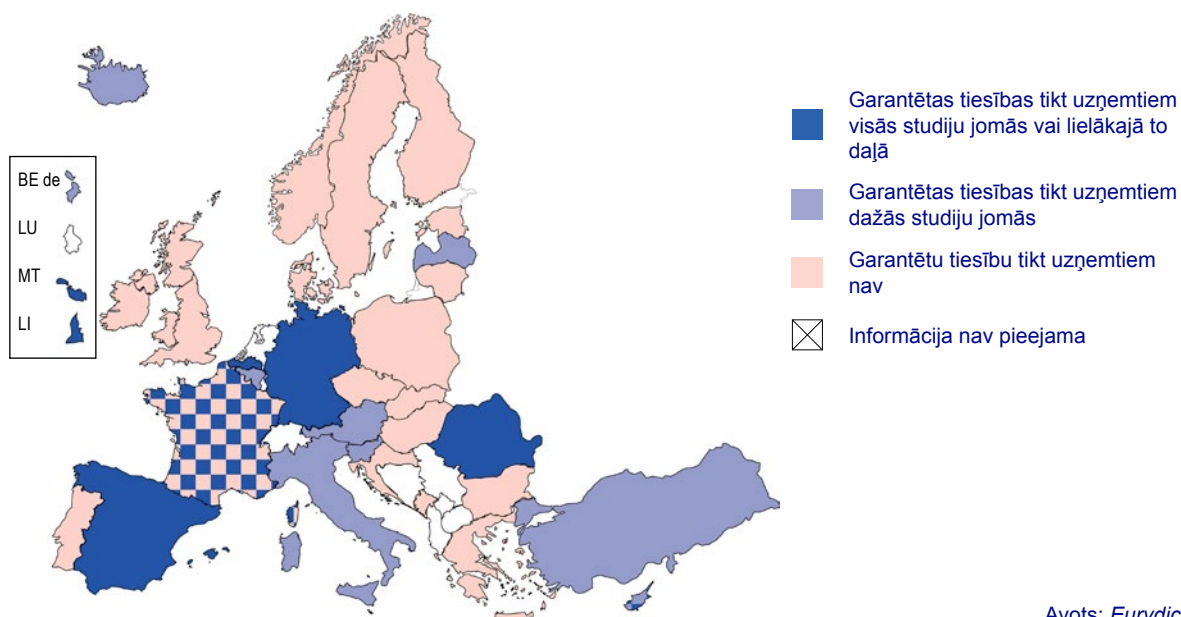 BE de
LU
MT
LI
Garantētas tiesības tikt uzņemtiem
visās studiju jomās vai lielākajā to
daļā
Garantētas tiesības tikt uzņemtiem
dažās studiju jomās
Garantētu tiesību tikt uzņemtiem
nav
Informācija nav pieejama
Avots: Eurydic